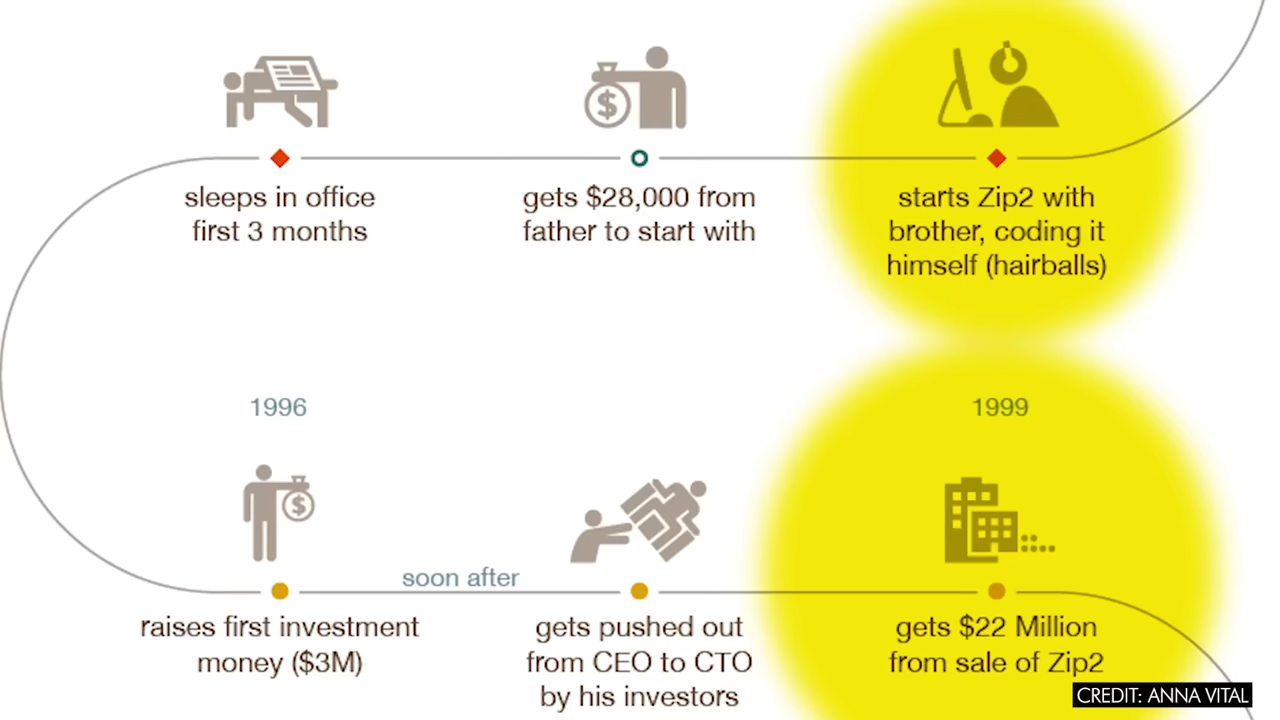 sleeps in office
first 3 months
gets $28,000 from
father to start with
starts Zip2 with
brother, coding it
himself (hairballs)
1996
1999
$
$
soon after
raises first investment
money ($3M)
gets pushed out
from CEO to CTO
by his investors
gets $22 Million
from sale of Zip2
CREDIT: ANNA VITAL